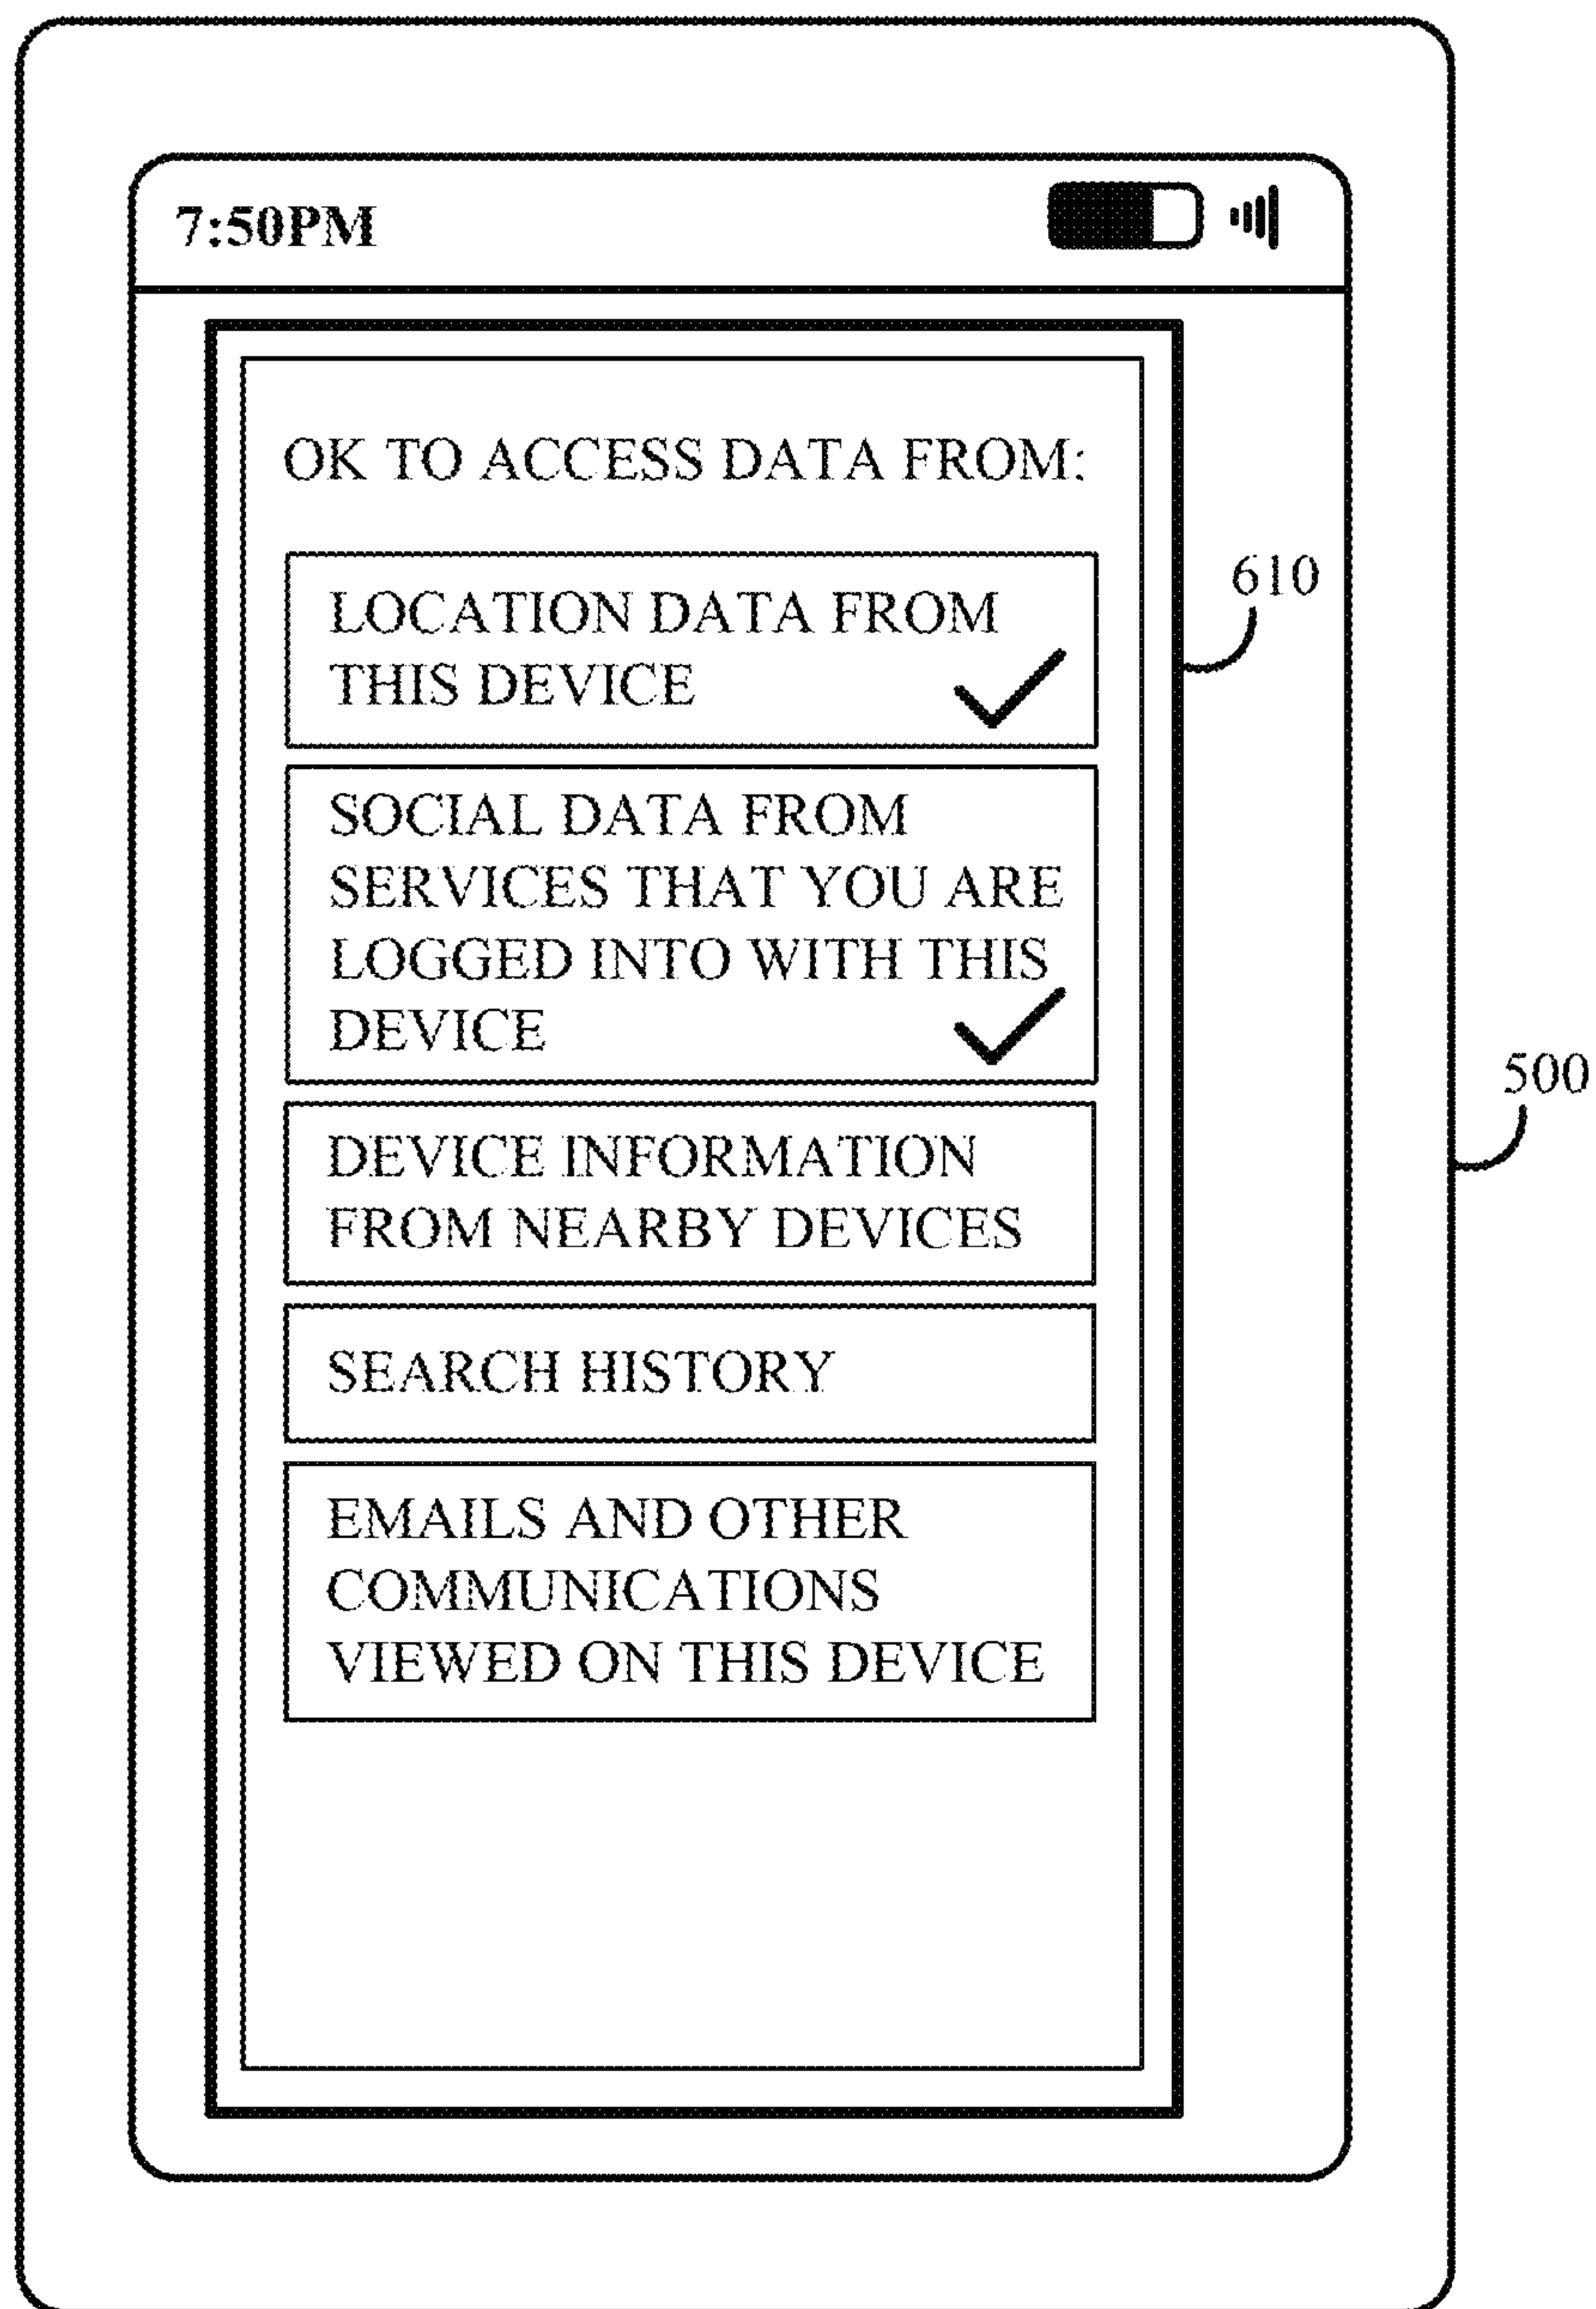 7:50PM
OK TO ACCESS DATA FROM:
LOCATION DATA FROM
THIS DEVICE
610
SOCIAL DATA FROM
SERVICES THAT YOU ARE
LOGGED INTO WITH THIS
DEVICE
500
DEVICE INFORMATION
FROM NEARBY DEVICES
SEARCH HISTORY
EMAILS AND OTHER
COMMUNICATIONS
VIEWED ON THIS DEVICE